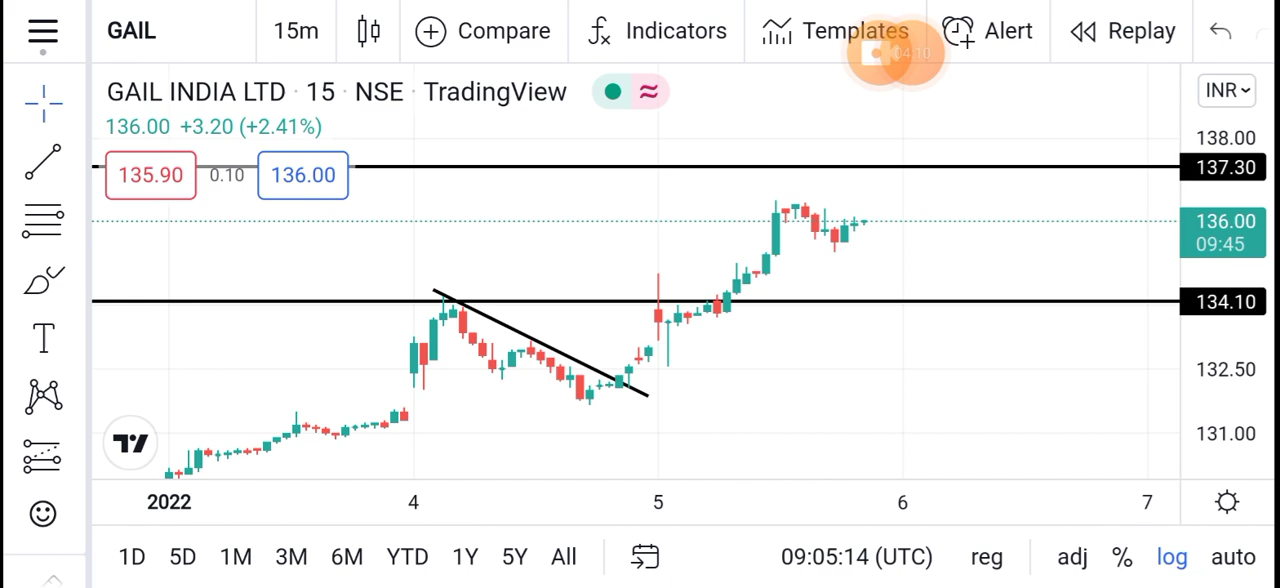 GAIL 15m Compare Indicators Templates Alert Replay
04:10
GAIL INDIA LTD · 15 · NSE TradingView
INR
136.00 +3.20 (+2.41%)
138.00
135.90 0.10 136.00
137.30
136.00
09:45
134.10
132.50
131.00
2022 4 5 6 7
1D 5D 1M 3M 6M YTD 1Y 5Y All 09:05:14 (UTC) reg adj % log auto